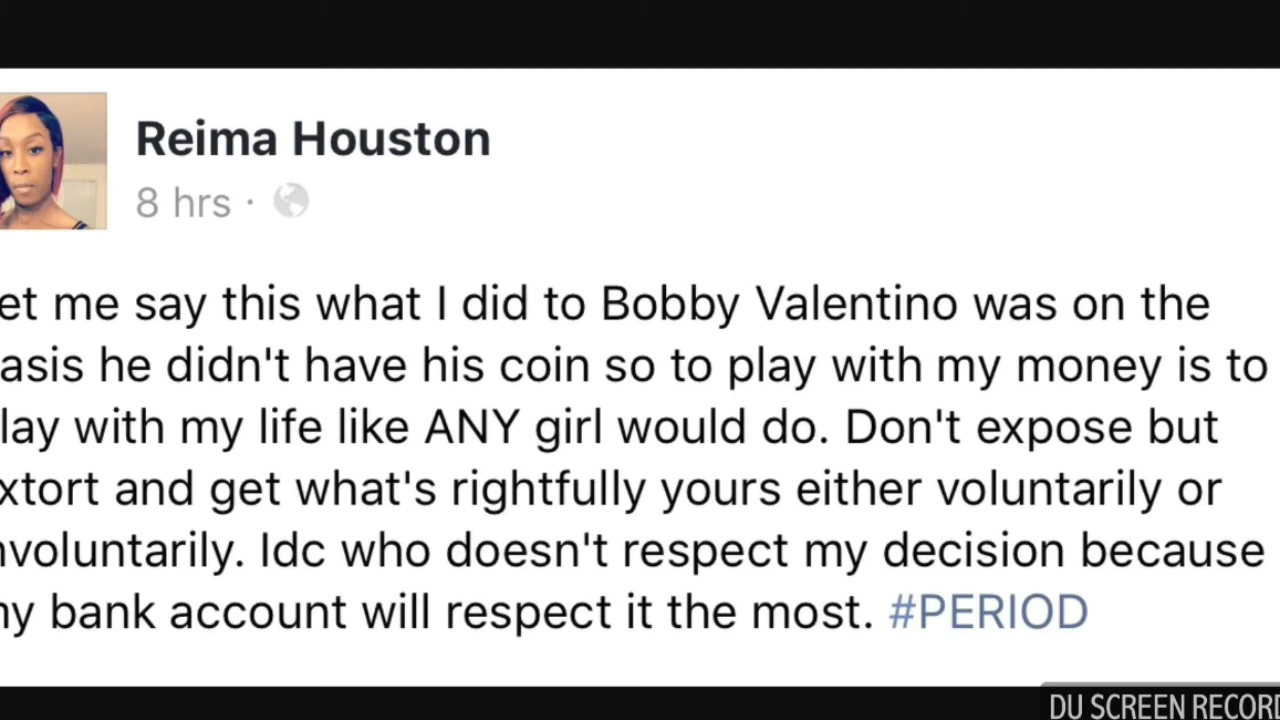 Reima Houston
8 hrs ·
et me say this what I did to Bobby Valentino was on the
asis he didn't have his coin so to play with my money is to
lay with my life like ANY girl would do. Don't expose but
xtort and get what's rightfully yours either voluntarily or
nvoluntarily. Idc who doesn't respect my decision because
ny bank account will respect it the most. #PERIOD
DU SCREEN RECORD